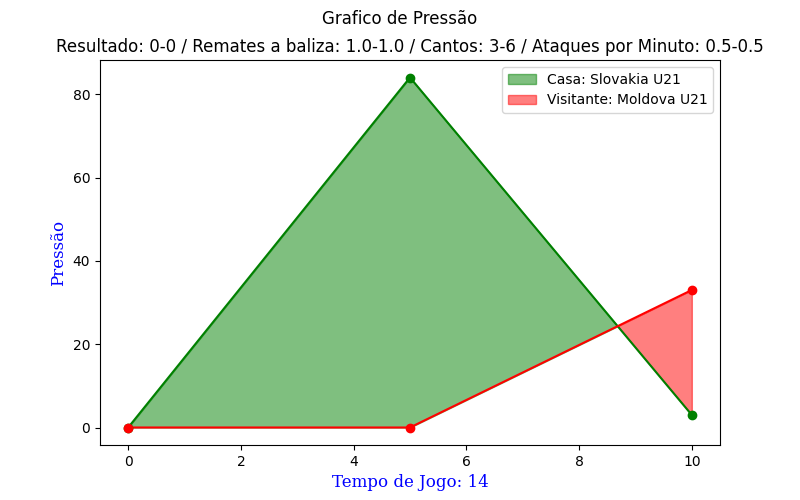 Grafico de Pressão
Resultado: 0-0 / Remates a baliza: 1.0-1.0 / Cantos: 3-6 / Ataques por Minuto: 0.5-0.5
Casa: Slovakia U21
Visitante: Moldova U21
Pressão
80
60
40
20
0
0 2 4 6 8 10
Tempo de Jogo: 14